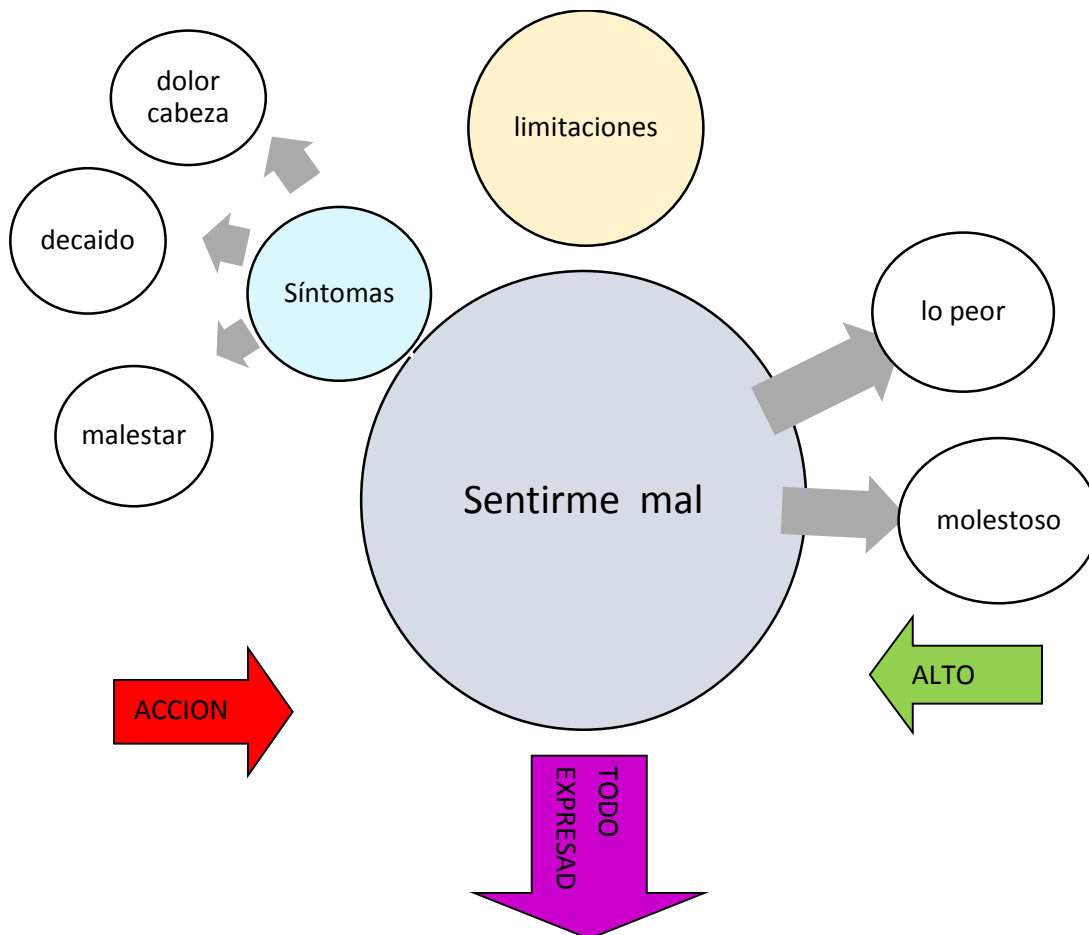 dolor
cabeza
limitaciones
decaido
Síntomas
lo peor
malestar
Sentirme mal
molestoso
ALTO
ACCION
TODO
EXPRESAD